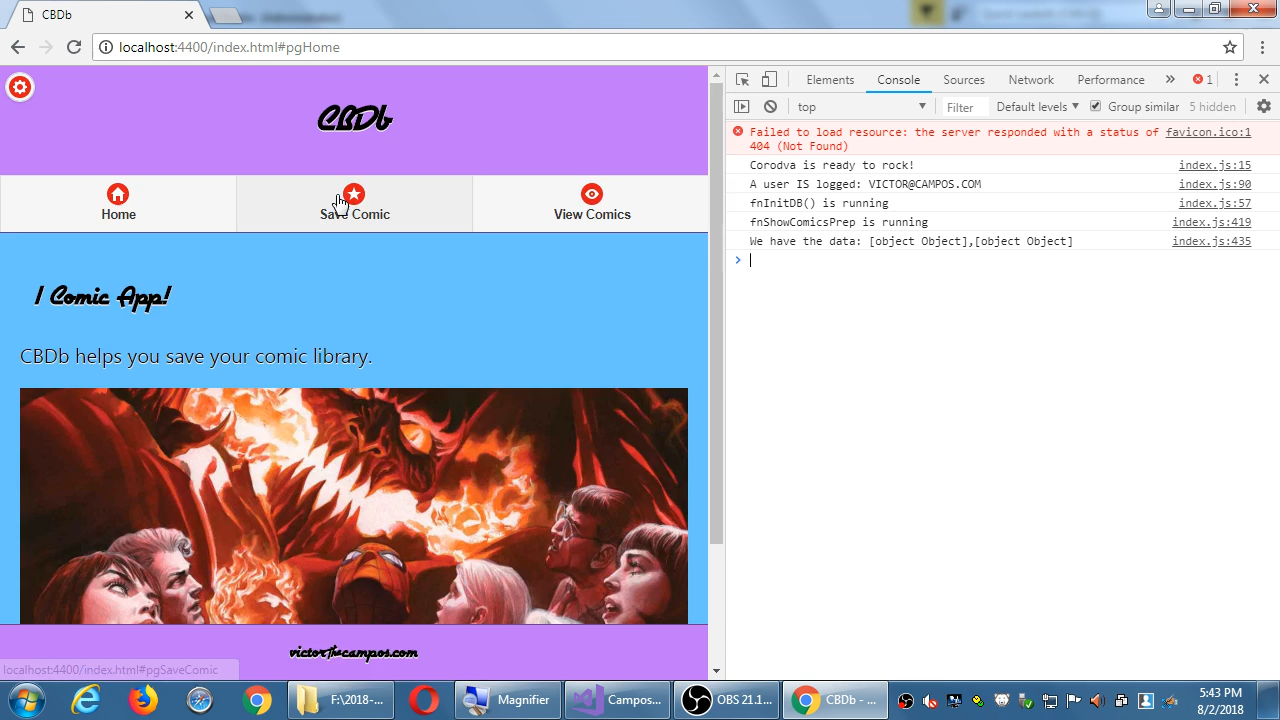 CBDb
localhost:4400/index.html#pgHome
CBDb
Home
Save Comic
View Comics
I Comic App!
CBDb helps you save your comic library.
victorthecampos.com
localhost:4400/index.html#pgSaveComic
Elements
Console
Sources
Network
Performance
»
1
top
Filter
Default levels
Group similar
5 hidden
Failed to load resource: the server responded with a status of favicon.ico:1
404 (Not Found)
Corodva is ready to rock! index.js:15
A user IS logged: VICTOR@CAMPOS.COM index.js:90
fnInitDB() is running index.js:57
fnShowComicsPrep is running index.js:419
We have the data: [object Object],[object Object] index.js:435
>
F:\2018-...
Magnifier
Campos...
OBS 21.1...
CBDb - ...
5:43 PM
8/2/2018